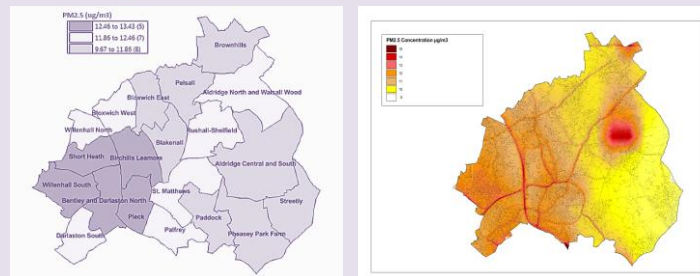 PM2.5 (ug/m3)
12.46 to 13.43 (5)
11.86 to 12.46 (7)
9.67 to 11.86 (8)
Brownhills
Pelsall
Aldridge North and Walsall Wood
Bloxwich East
Bloxwich West
Willenhall North
Rushall-Shelfield
Blakenall
Short Heath
Birchills Leamore
Aldridge Central and South
Willenhall South
St. Matthews
Bentley and Darlaston North
Streetly
Pleck
Paddock
Darlaston South
Palfrey
Pheasey Park Farm
PM2.5 Concentration µg/m3